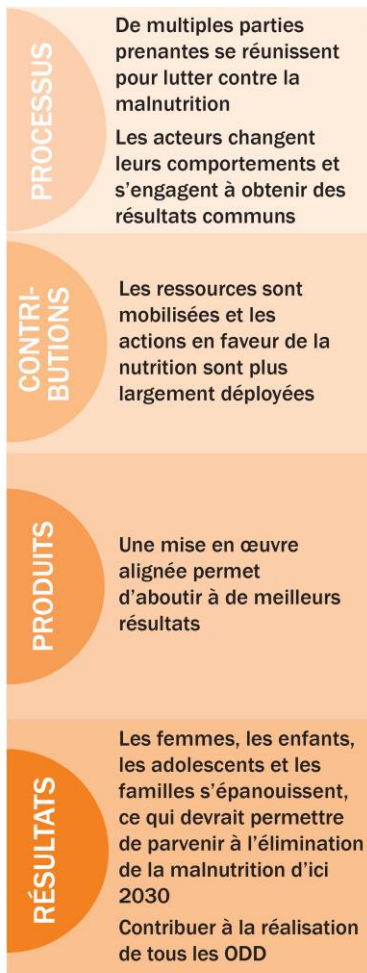 PROCESSUS
De multiples parties
prenantes se réunissent
pour lutter contre la
malnutrition
Les acteurs changent
leurs comportements et
s’engagent à obtenir des
résultats communs
CONTRI-
BUTIONS
Les ressources sont
mobilisées et les
actions en faveur de la
nutrition sont plus
largement déployées
PRODUITS
Une mise en œuvre
alignée permet
d’aboutir à de meilleurs
résultats
RÉSULTATS
Les femmes, les enfants,
les adolescents et les
familles s’épanouissent,
ce qui devrait permettre
de parvenir à l’élimination
de la malnutrition d’ici
2030
Contribuer à la réalisation
de tous les ODD